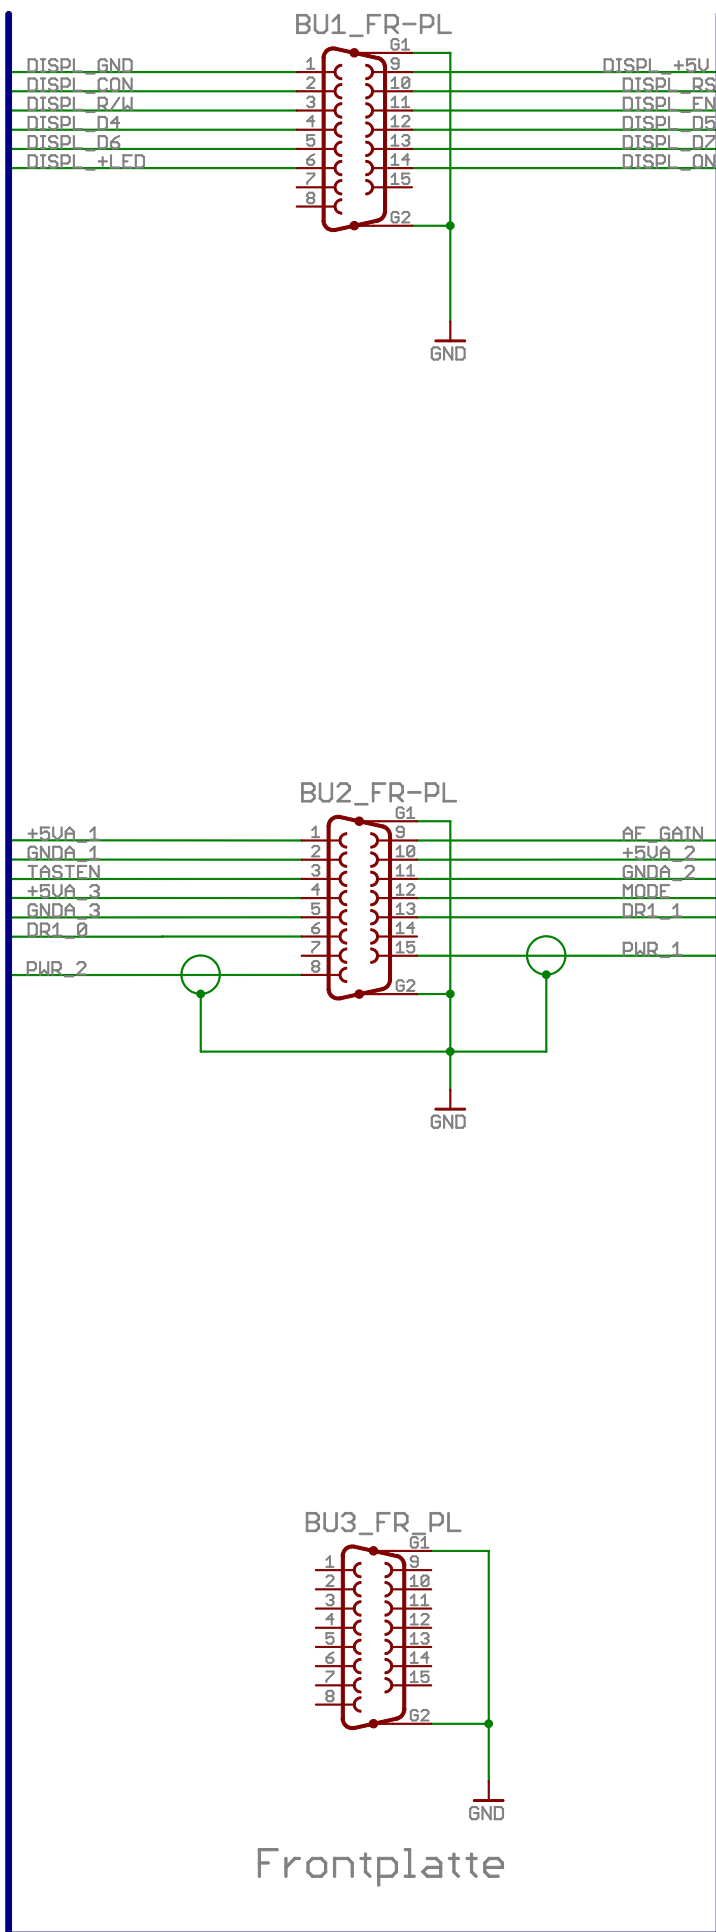 BU1_FR-PL
G1
DISPL_GND 1 9 DISPL_+5V
DISPL_CON 2 10 DISPL_RS
DISPL_R/W 3 11 DISPL_EN
DISPL_D4 4 12 DISPL_D5
DISPL_D6 5 13 DISPL_D7
DISPL_+LED 6 14 DISPL_ON
7 15
8
G2
GND
BU2_FR-PL
G1
+5VA_1 1 9 AF_GAIN
GNDA_1 2 10 +5VA_2
TASTEN 3 11 GNDA_2
+5VA_3 4 12 MODE
GNDA_3 5 13 DR1_1
DR1_0 6 14
7 15 PWR_1
PWR_2 8
G2
GND
BU3_FR_PL
G1
1 9
2 10
3 11
4 12
5 13
6 14
7 15
8
G2
GND
Frontplatte